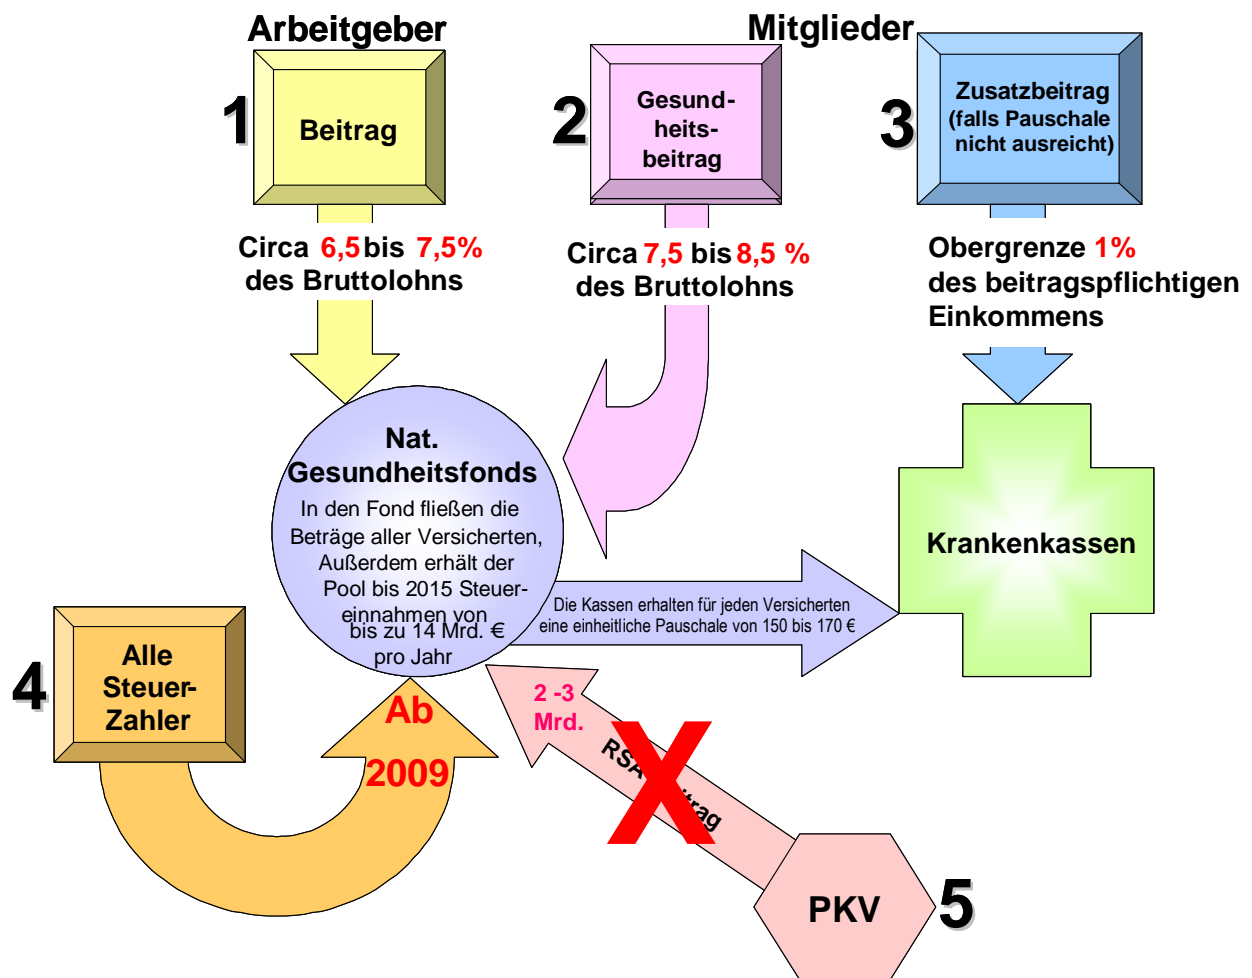 Arbeitgeber
Mitglieder
1
Beitrag
2
Gesund-
heits-
beitrag
3
Zusatzbeitrag
(falls Pauschale
nicht ausreicht)
Circa 6,5 bis 7,5%
des Bruttolohns
Circa 7,5 bis 8,5 %
des Bruttolohns
Obergrenze 1%
des beitragspflichtigen
Einkommens
Nat.
Gesundheitsfonds
In den Fond fließen die
Beträge aller Versicherten,
Außerdem erhält der
Pool bis 2015 Steuer-
einnahmen von
bis zu 14 Mrd. €
pro Jahr
Die Kassen erhalten für jeden Versicherten
eine einheitliche Pauschale von 150 bis 170 €
Krankenkassen
4
Alle
Steuer-
Zahler
Ab
2009
2 -3
Mrd.
X
PKV
5